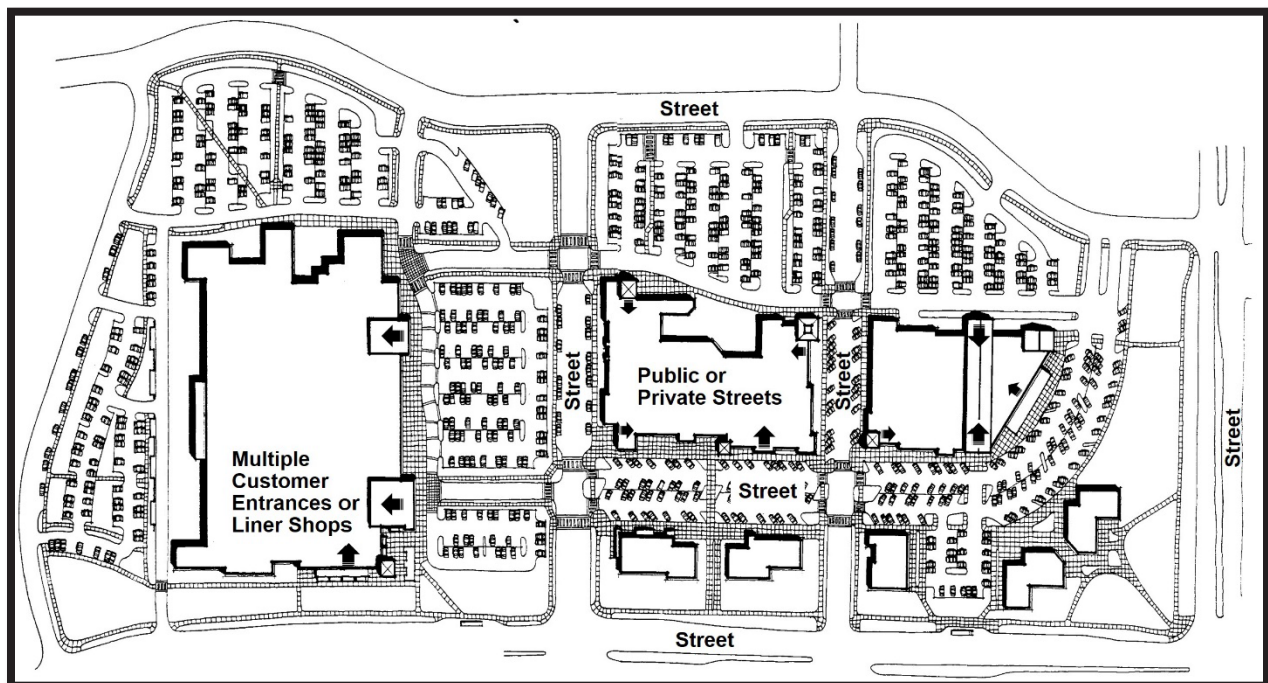 Street
Street
Street
Public or
Private Streets
Multiple
Customer
Entrances or
Liner Shops
Street
Street
Street